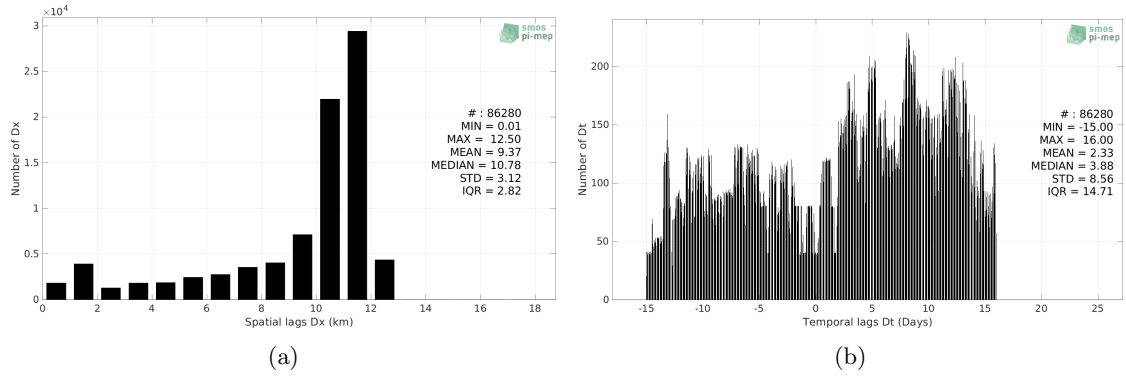 ×10⁴
3
2.5
2
1.5
1
0.5
0
Number of Dx
smos
pi-mep
# : 86280
MIN = 0.01
MAX = 12.50
MEAN = 9.37
MEDIAN = 10.78
STD = 3.12
IQR = 2.82
0 2 4 6 8 10 12 14 16 18
Spatial lags Dx (km)
(a)
200
150
100
50
0
Number of Dt
smos
pi-mep
# : 86280
MIN = -15.00
MAX = 16.00
MEAN = 2.33
MEDIAN = 3.88
STD = 8.56
IQR = 14.71
-15 -10 -5 0 5 10 15 20 25
Temporal lags Dt (Days)
(b)